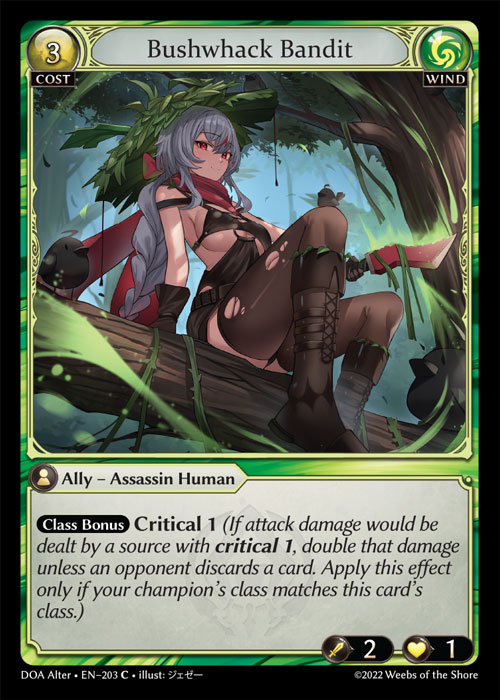 3
Bushwhack Bandit
COST
WIND
Ally – Assassin Human
Class Bonus Critical 1 (If attack damage would be
dealt by a source with critical 1, double that damage
unless an opponent discards a card. Apply this effect
only if your champion's class matches this card's
class.)
2
1
DOA Alter • EN-203 C • illust: ジェゼー
©2022 Weebs of the Shore